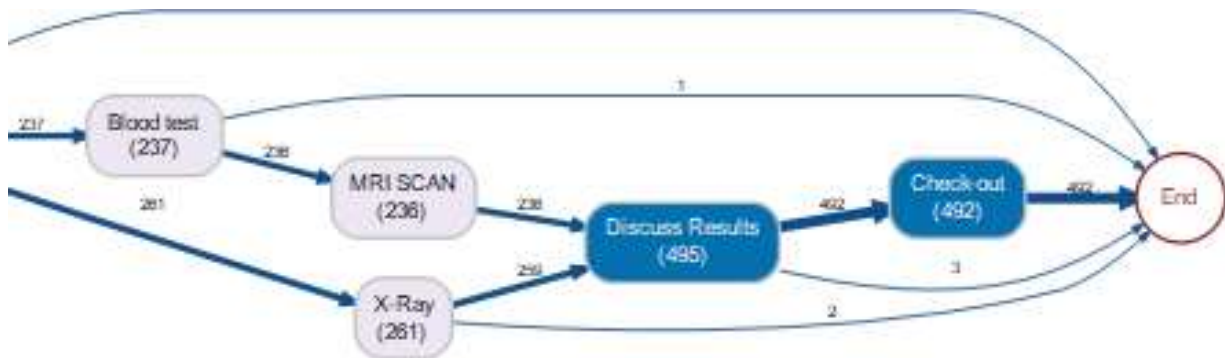 1
237
Blood test
(237)
236
MRI SCAN
(236)
261
236
Discuss Results
(495)
492
Check-out
(492)
492
End
259
X-Ray
(261)
3
2